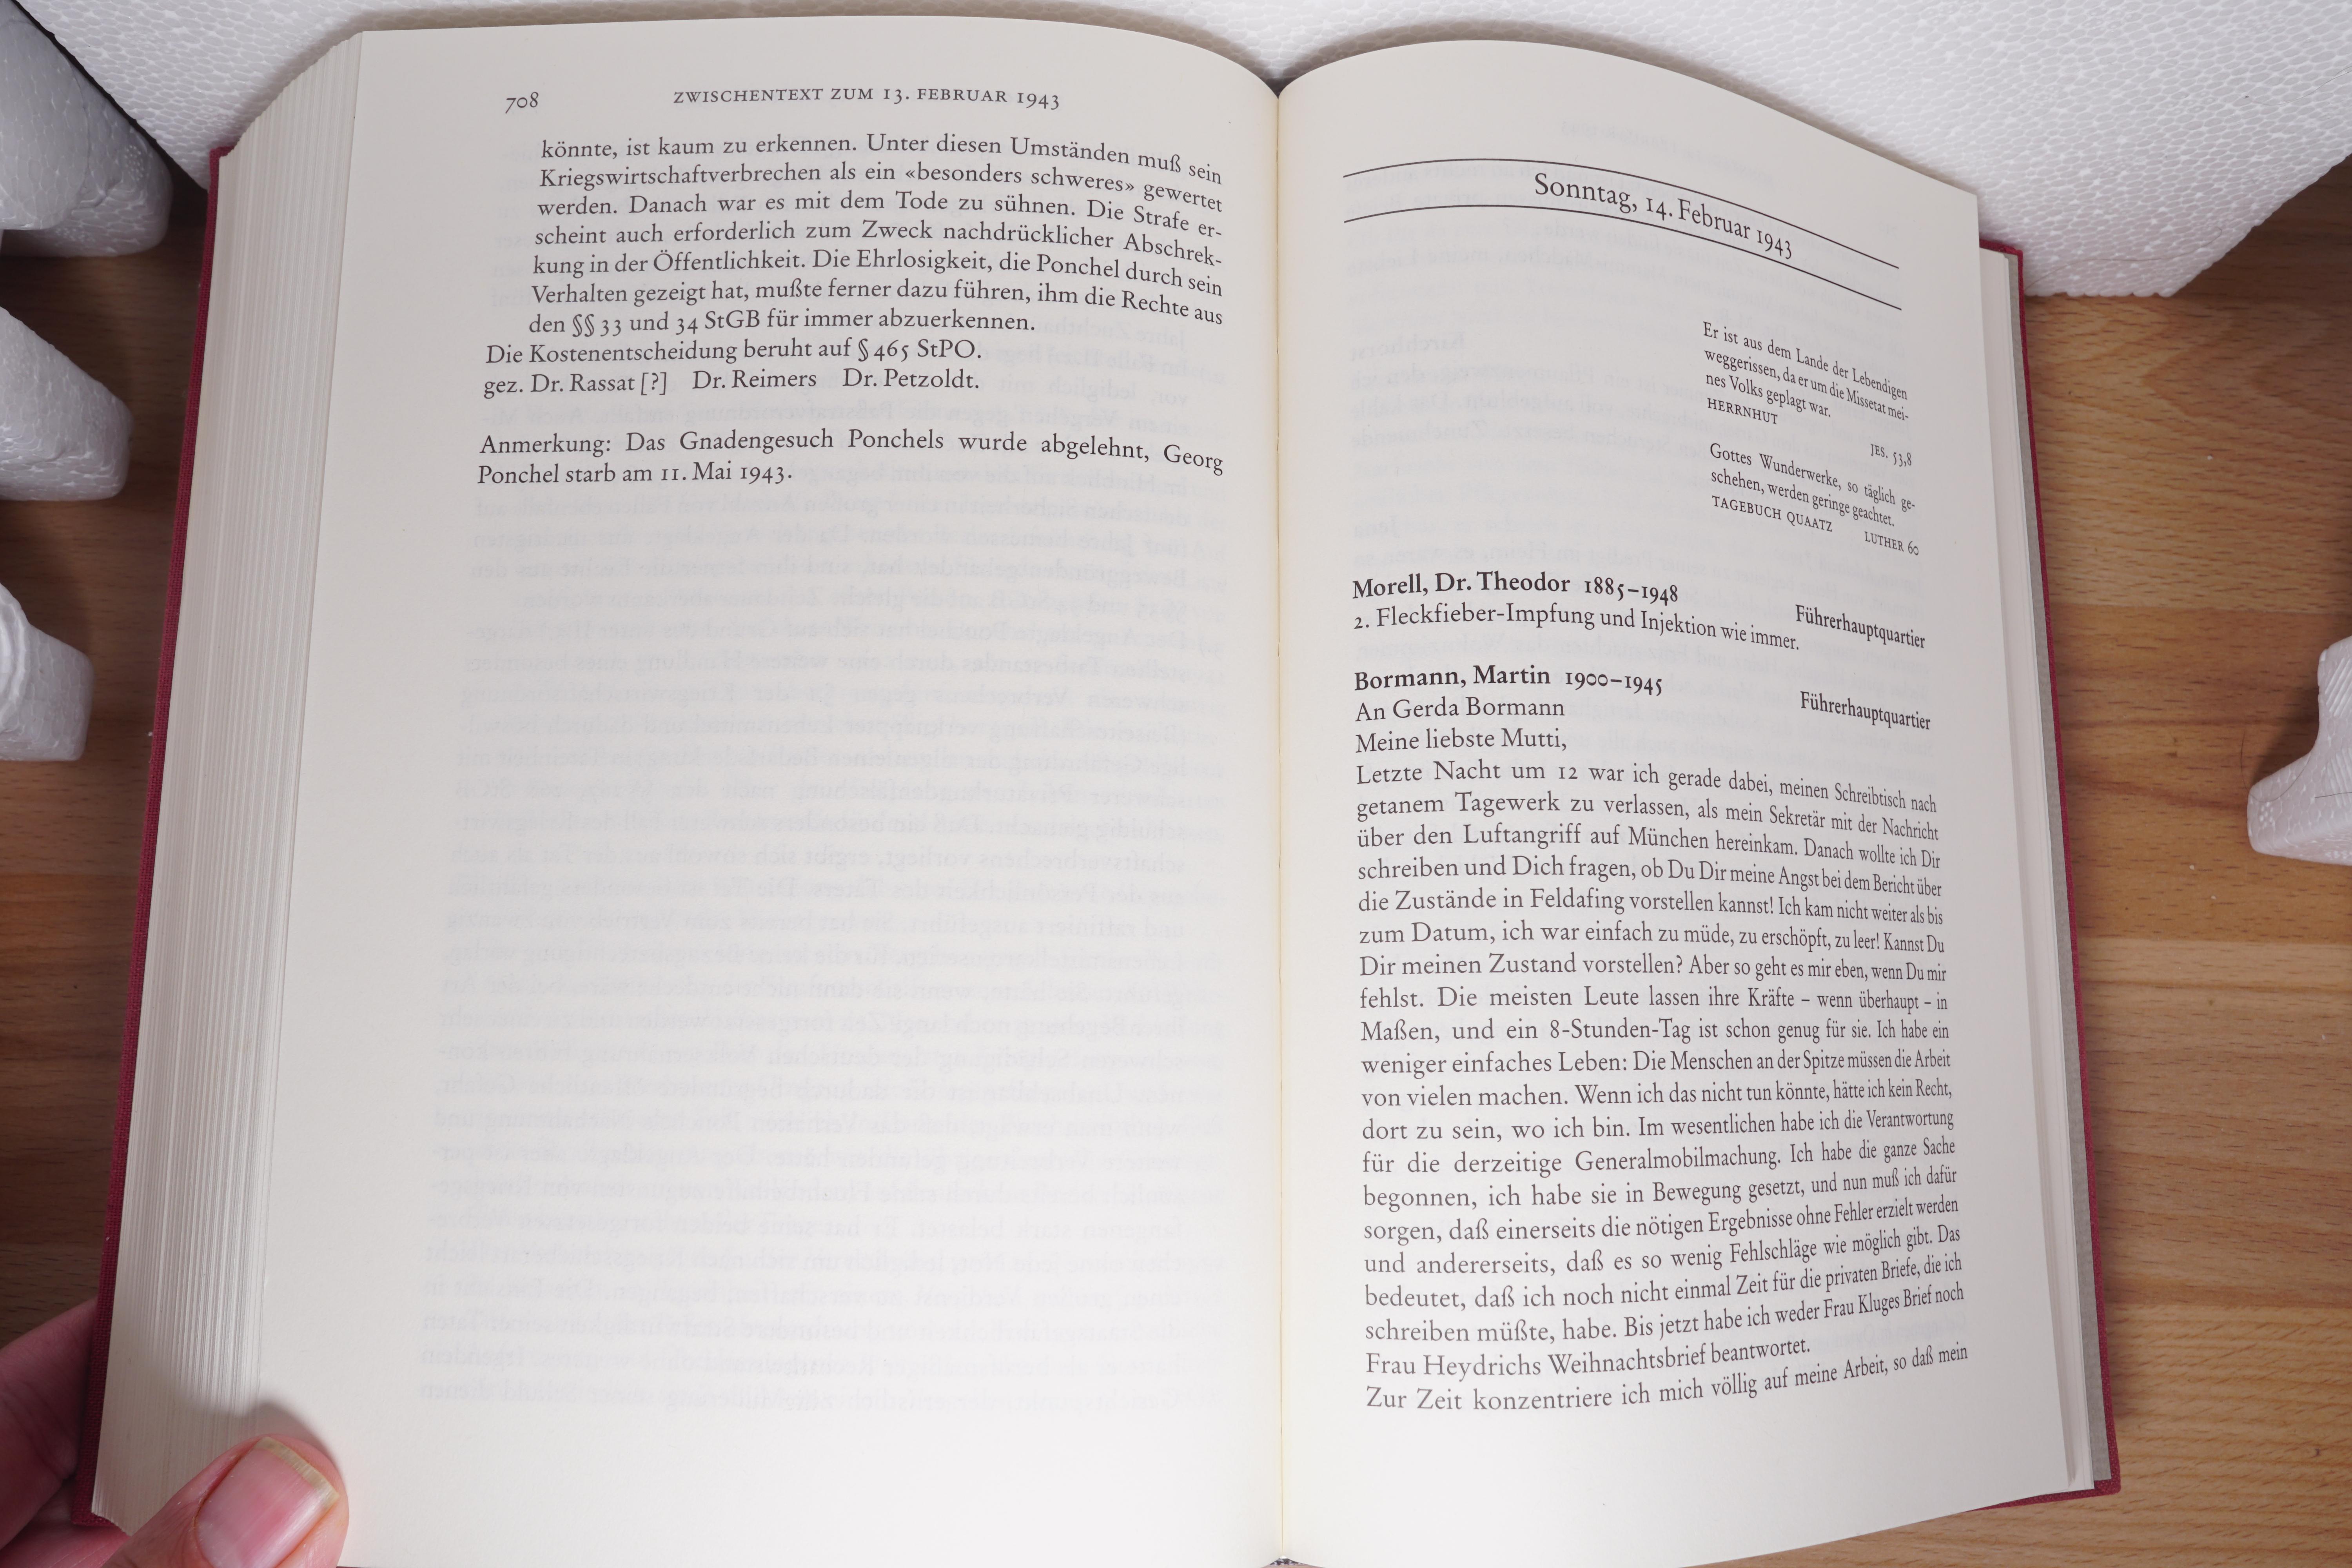 708
ZWISCHENTEXT ZUM 13. FEBRUAR 1943
könnte, ist kaum zu erkennen. Unter diesen Umständen muß sein
Kriegswirtschaftverbrechen als ein «besonders schweres» gewertet
werden. Danach war es mit dem Tode zu sühnen. Die Strafe er-
scheint auch erforderlich zum Zweck nachdrücklicher Abschrek-
kung in der Öffentlichkeit. Die Ehrlosigkeit, die Ponchel durch sein
Verhalten gezeigt hat, mußte ferner dazu führen, ihm die Rechte aus
den §§ 33 und 34 StGB für immer abzuerkennen.
Die Kostenentscheidung beruht auf § 465 StPO.
gez. Dr. Rassat [?] Dr. Reimers Dr. Petzoldt.
Anmerkung: Das Gnadengesuch Ponchels wurde abgelehnt, Georg
Ponchel starb am 11. Mai 1943.
Sonntag, 14. Februar 1943
Er ist aus dem Lande der Lebendigen
weggerissen, da er um die Missetat mei-
nes Volks geplagt war.
HERRNHUT JES. 53,8
Gottes Wunderwerke, so täglich ge-
schehen, werden geringe geachtet.
TAGEBUCH QUAATZ LUTHER 60
Morell, Dr. Theodor 1885–1948 Führerhauptquartier
2. Fleckfieber-Impfung und Injektion wie immer.
Bormann, Martin 1900–1945 Führerhauptquartier
An Gerda Bormann
Meine liebste Mutti,
Letzte Nacht um 12 war ich gerade dabei, meinen Schreibtisch nach
getanem Tagewerk zu verlassen, als mein Sekretär mit der Nachricht
über den Luftangriff auf München hereinkam. Danach wollte ich Dir
schreiben und Dich fragen, ob Du Dir meine Angst bei dem Bericht über
die Zustände in Feldafing vorstellen kannst! Ich kam nicht weiter als bis
zum Datum, ich war einfach zu müde, zu erschöpft, zu leer! Kannst Du
Dir meinen Zustand vorstellen? Aber so geht es mir eben, wenn Du mir
fehlst. Die meisten Leute lassen ihre Kräfte – wenn überhaupt – in
Maßen, und ein 8-Stunden-Tag ist schon genug für sie. Ich habe ein
weniger einfaches Leben: Die Menschen an der Spitze müssen die Arbeit
von vielen machen. Wenn ich das nicht tun könnte, hätte ich kein Recht,
dort zu sein, wo ich bin. Im wesentlichen habe ich die Verantwortung
für die derzeitige Generalmobilmachung. Ich habe die ganze Sache
begonnen, ich habe sie in Bewegung gesetzt, und nun muß ich dafür
sorgen, daß einerseits die nötigen Ergebnisse ohne Fehler erzielt werden
und andererseits, daß es so wenig Fehlschläge wie möglich gibt. Das
bedeutet, daß ich noch nicht einmal Zeit für die privaten Briefe, die ich
schreiben müßte, habe. Bis jetzt habe ich weder Frau Kluges Brief noch
Frau Heydrichs Weihnachtsbrief beantwortet.
Zur Zeit konzentriere ich mich völlig auf meine Arbeit, so daß mein